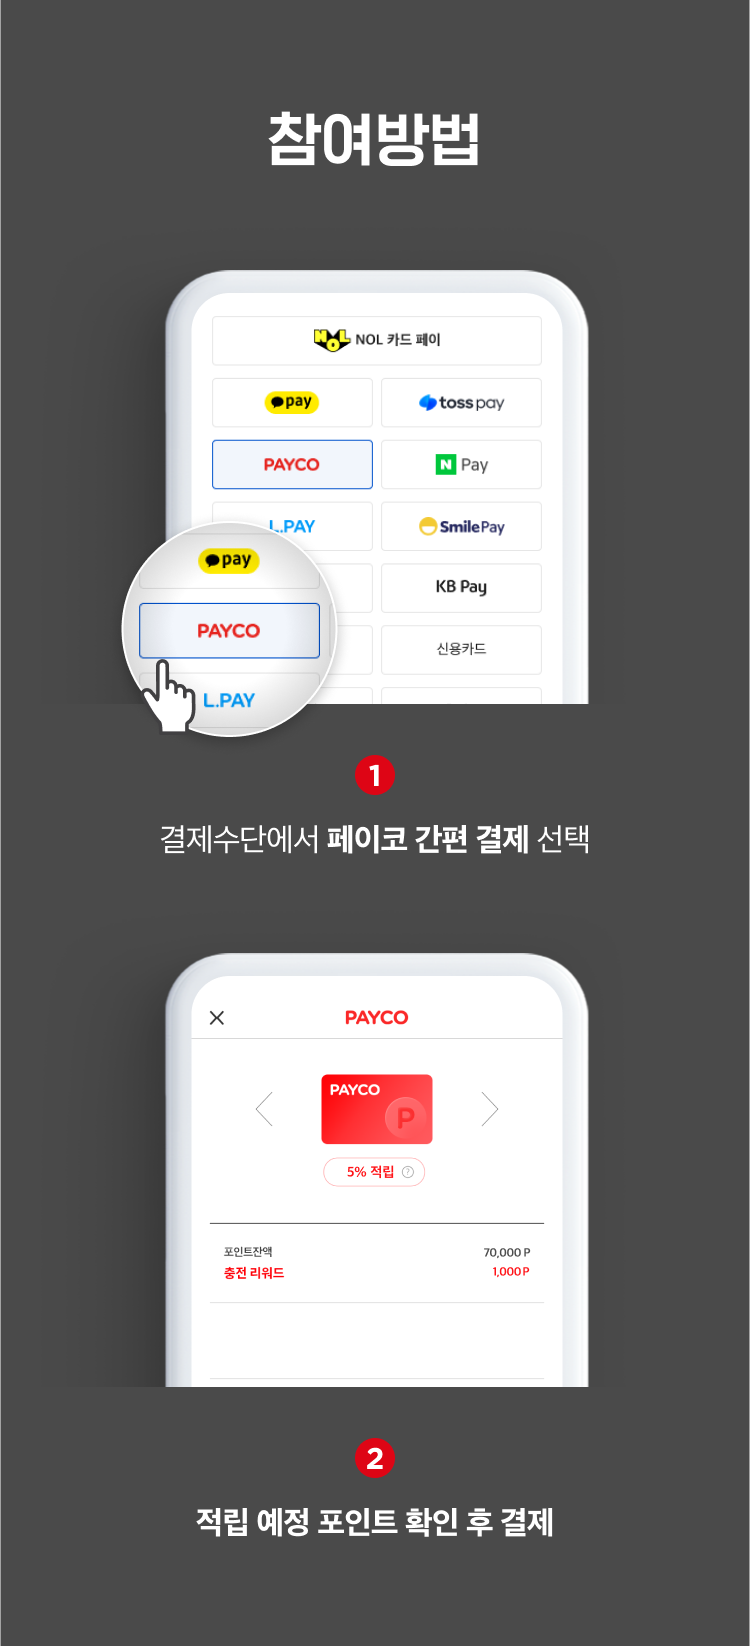 참여방법
NOL NOL 카드 페이
pay toss pay
PAYCO N Pay
L.PAY Smile Pay
pay
KB Pay
PAYCO
신용카드
L.PAY
1
결제수단에서 페이코 간편 결제 선택
PAYCO
PAYCO
P
5% 적립 ?
포인트잔액 70,000 P
충전 리워드 1,000 P
2
적립 예정 포인트 확인 후 결제